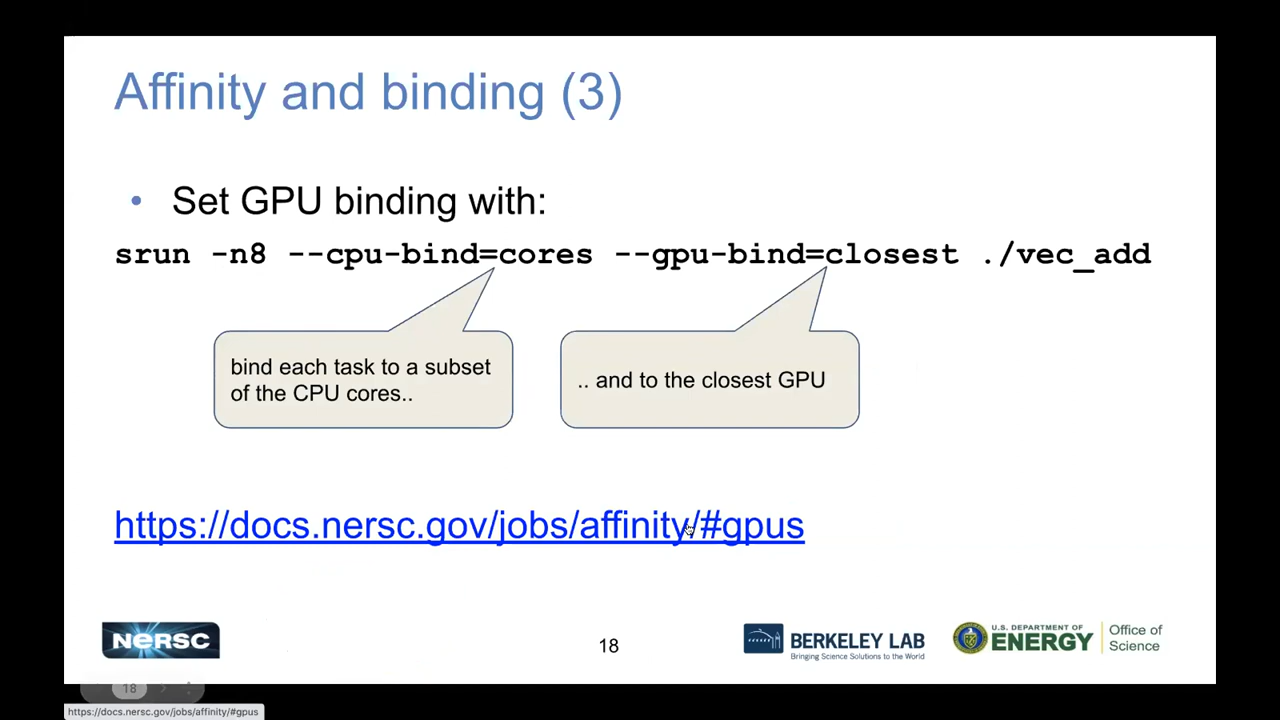 Affinity and binding (3)
• Set GPU binding with:
srun -n8 --cpu-bind=cores --gpu-bind=closest ./vec_add
bind each task to a subset
of the CPU cores..
.. and to the closest GPU
https://docs.nersc.gov/jobs/affinity/#gpus
NERSC
18
BERKELEY LAB
Bringing Science Solutions to the World
U.S. DEPARTMENT OF
ENERGY
Office of
Science
18
https://docs.nersc.gov/jobs/affinity/#gpus